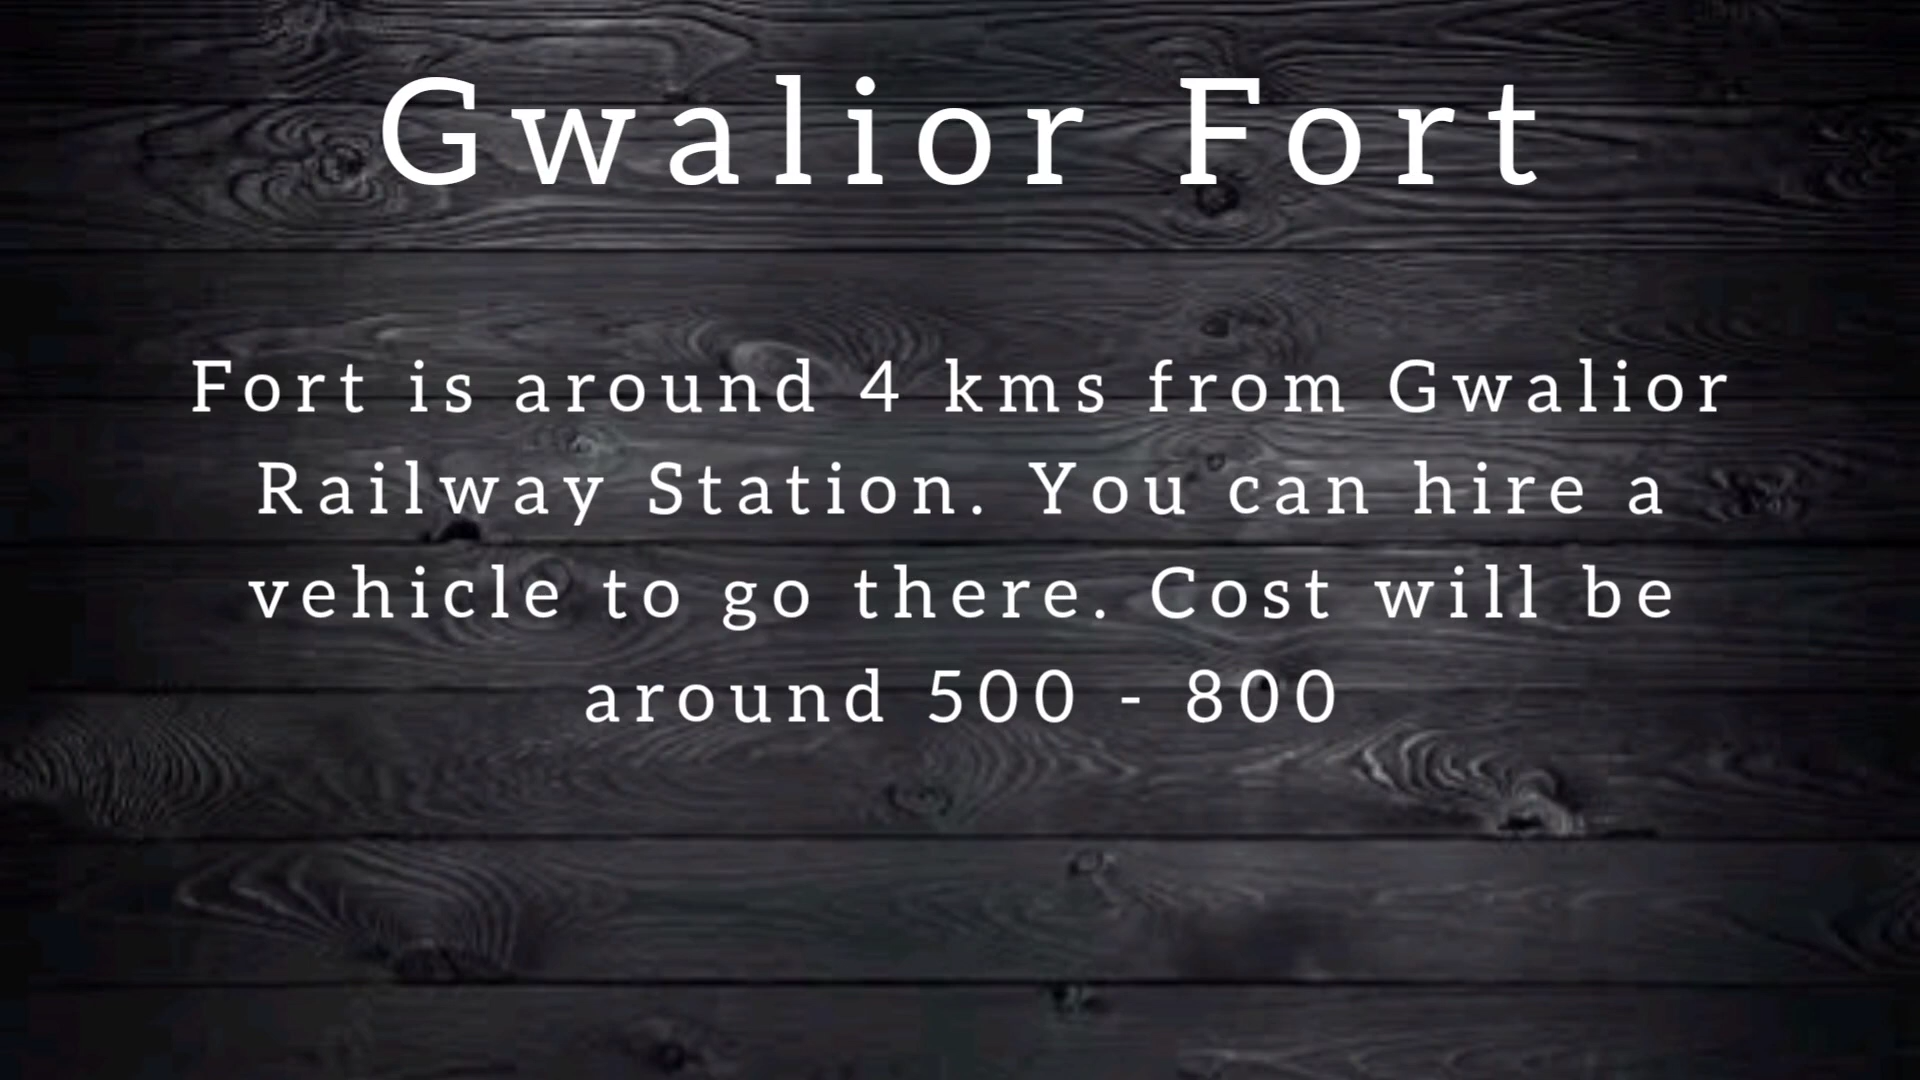 Gwalior Fort
Fort is around 4 kms from Gwalior
Railway Station. You can hire a
vehicle to go there. Cost will be
around 500 - 800